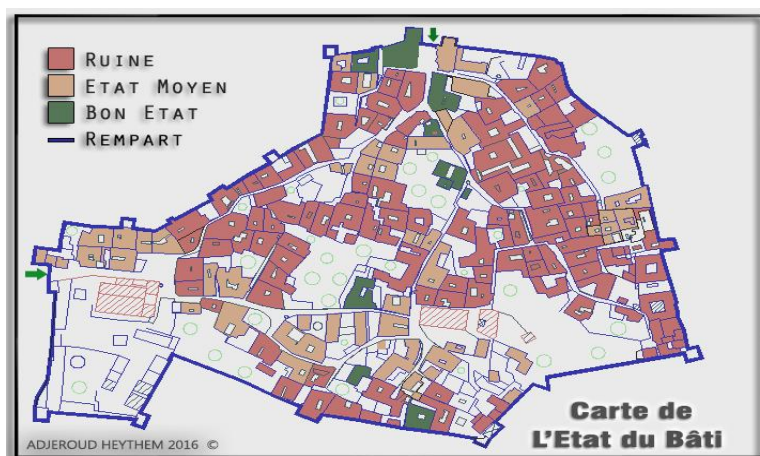 RUINE
ETAT MOYEN
BON ETAT
REMPART
Carte de
L'Etat du Bâti
ADJEROUD HEYTHEM 2016 ©